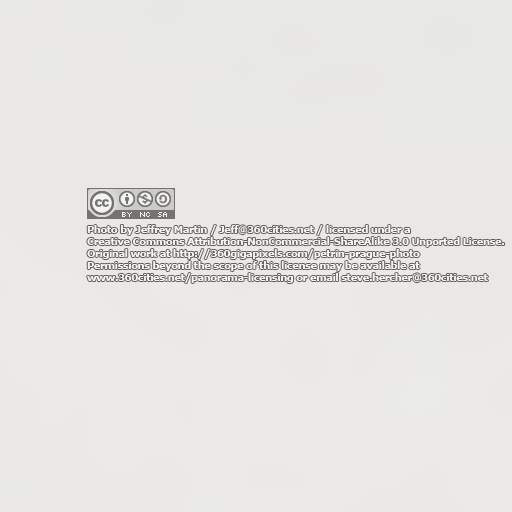 cc
BY NC SA
Photo by Jeffrey Martin / Jeff@360cities.net / licensed under a
Creative Commons Attribution-NonCommercial-ShareAlike 3.0 Unported License.
Original work at http://360gigapixels.com/petrin-prague-photo
Permissions beyond the scope of this license may be available at
www.360cities.net/panorama-licensing or email steve.hercher@360cities.net